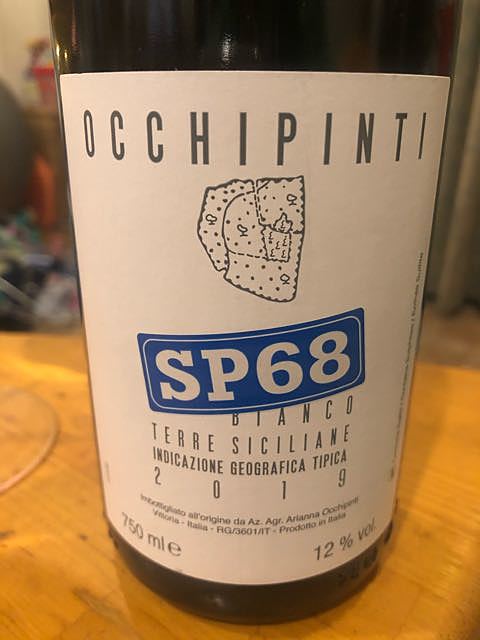 OCCHIPINTI
SP68
BIANCO
TERRE SICILIANE
INDICAZIONE GEOGRAFICA TIPICA
2019
Imbottigliato all'origine da Az. Agr. Arianna Occhipinti
Vittoria - Italia - RG/3601/IT - Prodotto in Italia
750 ml e
12 % vol.